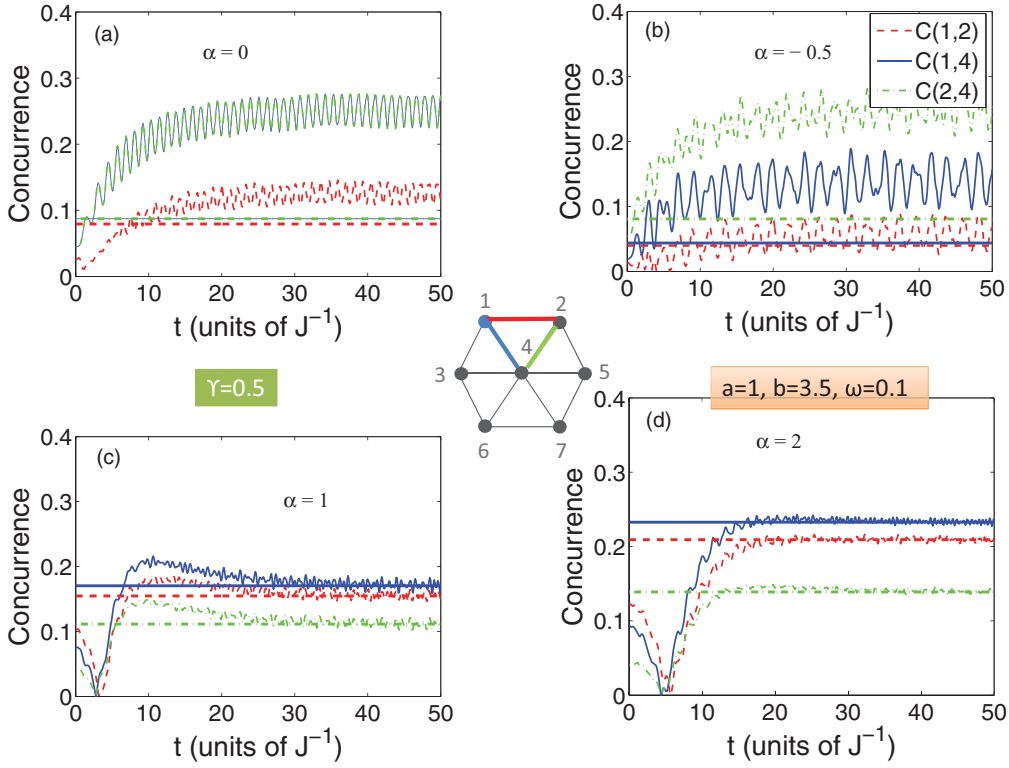 (a)
α = 0
Concurrence
0.4
0.3
0.2
0.1
0
0 10 20 30 40 50
t (units of J⁻¹)
(b)
α = − 0.5
C(1,2)
C(1,4)
C(2,4)
Concurrence
0.4
0.3
0.2
0.1
0
0 10 20 30 40 50
t (units of J⁻¹)
1 2
4
3 5
6 7
ϒ=0.5
a=1, b=3.5, ω=0.1
(c)
α = 1
Concurrence
0.4
0.3
0.2
0.1
0
0 10 20 30 40 50
t (units of J⁻¹)
(d)
α = 2
Concurrence
0.4
0.3
0.2
0.1
0
0 10 20 30 40 50
t (units of J⁻¹)